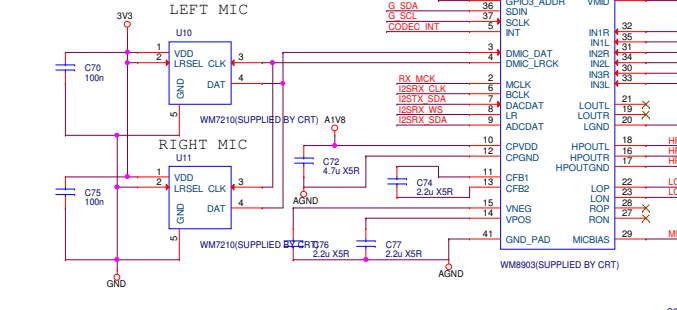 LEFT MIC
3V3
U10
C70
100n
1 VDD
2 LRSEL CLK 3
DAT 4
GND
5
WM7210(SUPPLIED BY CRT)
RIGHT MIC
U11
C75
100n
1 VDD
2 LRSEL CLK 3
DAT 4
GND
5
WM7210(SUPPLIED BY CRT)
GND
A1V8
C72
4.7u X5R
AGND
C74
2.2u X5R
C76
2.2u X5R
C77
2.2u X5R
AGND
GPIO3_ADDR
VMID
G_SDA 36 SDIN
G_SCL 37 SCLK
CODEC_INT 5 INT
3 DMIC_DAT
4 DMIC_LRCK
RX_MCK 2 MCLK
I2SRX_CLK 6 BCLK
I2STX_SDA 7 DACDAT
I2SRX_WS 8 LR
I2SRX_SDA 9 ADCDAT
10 CPVDD
12 CPGND
11 CFB1
13 CFB2
15 VNEG
14 VPOS
41 GND_PAD
IN1R 32
IN1L 35
IN2R 31
IN2L 34
IN3R 30
IN3L 33
LOUTL 21
LOUTR 19
LGND 20
HPOUTL 18
HPOUTR 16
HPOUTGND 17
LOP 22
LON 23
ROP 28
RON 27
MICBIAS 29
WM8903(SUPPLIED BY CRT)